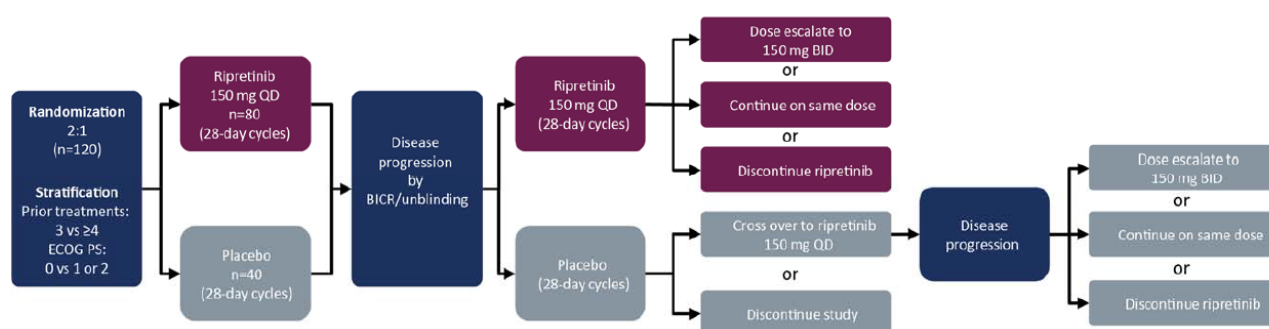 Randomization
2:1
(n=120)
Stratification
Prior treatments:
3 vs ≥4
ECOG PS:
0 vs 1 or 2
Ripretinib
150 mg QD
n=80
(28-day cycles)
Placebo
n=40
(28-day cycles)
Disease
progression
by
BICR/unblinding
Ripretinib
150 mg QD
(28-day cycles)
Placebo
(28-day cycles)
Dose escalate to
150 mg BID
or
Continue on same dose
or
Discontinue ripretinib
Cross over to ripretinib
150 mg QD
or
Discontinue study
Disease
progression
Dose escalate to
150 mg BID
or
Continue on same dose
or
Discontinue ripretinib